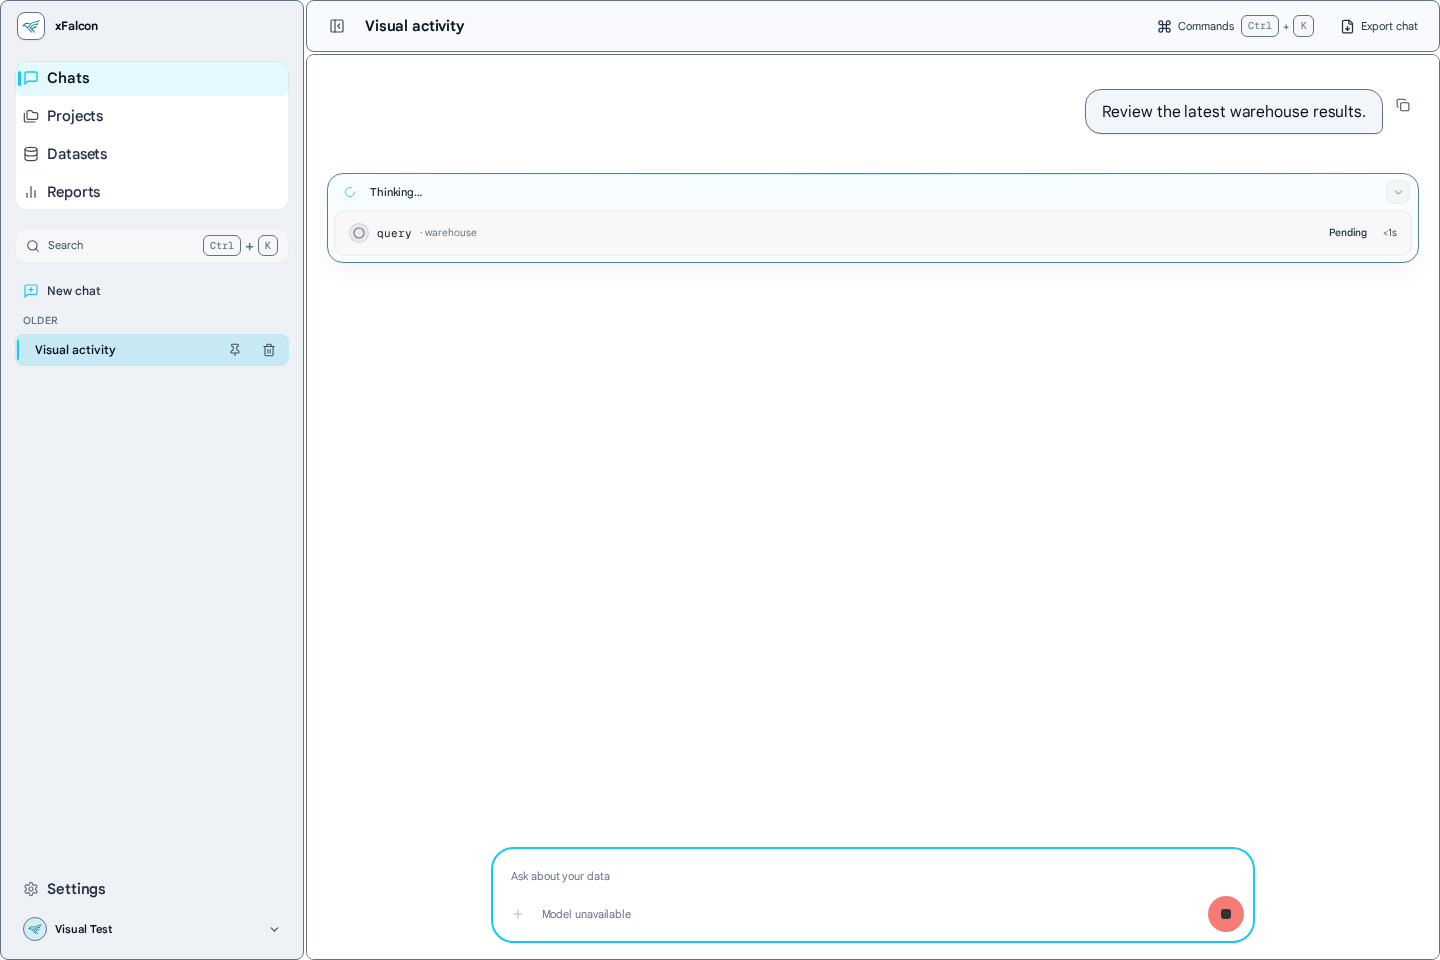 xFalcon
Chats
Projects
Datasets
Reports
Search Ctrl + K
New chat
OLDER
Visual activity
Settings
Visual Test
Visual activity
Commands Ctrl + K Export chat
Review the latest warehouse results.
Thinking...
query · warehouse Pending <1s
Ask about your data
Model unavailable